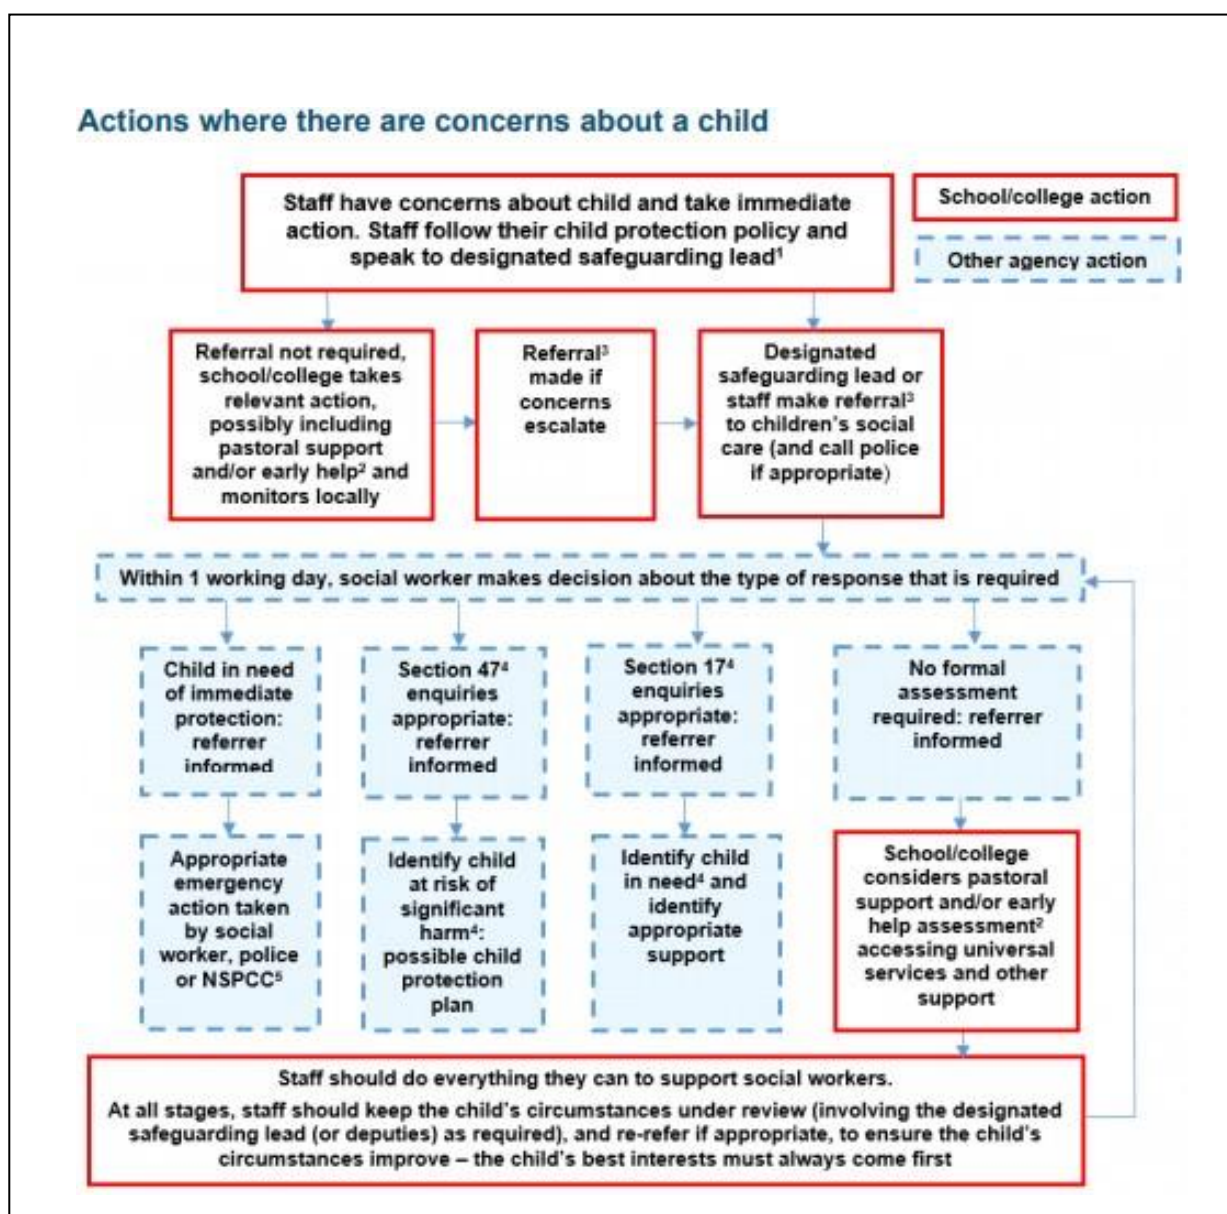 Actions where there are concerns about a child
Staff have concerns about child and take immediate
action. Staff follow their child protection policy and
speak to designated safeguarding lead¹
School/college action
Other agency action
Referral not required,
school/college takes
relevant action,
possibly including
pastoral support
and/or early help² and
monitors locally
Referral³
made if
concerns
escalate
Designated
safeguarding lead or
staff make referral³
to children's social
care (and call police
if appropriate)
Within 1 working day, social worker makes decision about the type of response that is required
Child in need
of immediate
protection:
referrer
informed
Section 47⁴
enquiries
appropriate:
referrer
informed
Section 17⁴
enquiries
appropriate:
referrer
informed
No formal
assessment
required: referrer
informed
Appropriate
emergency
action taken
by social
worker, police
or NSPCC⁵
Identify child
at risk of
significant
harm⁴:
possible child
protection
plan
Identify child
in need⁴ and
identify
appropriate
support
School/college
considers pastoral
support and/or early
help assessment²
accessing universal
services and other
support
Staff should do everything they can to support social workers.
At all stages, staff should keep the child's circumstances under review (involving the designated
safeguarding lead (or deputies) as required), and re-refer if appropriate, to ensure the child's
circumstances improve – the child's best interests must always come first